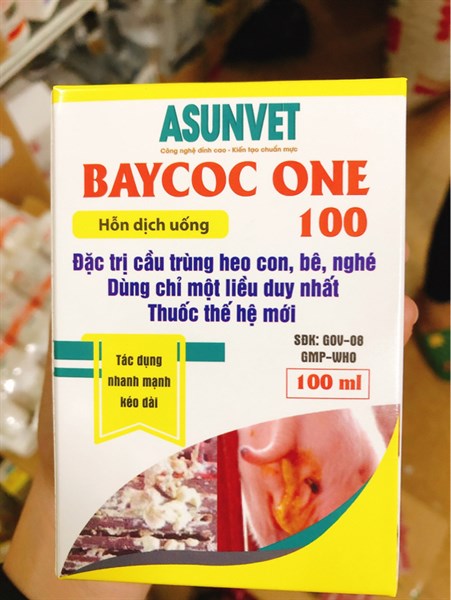 ASUNVET
Công nghệ đỉnh cao - Kiến tạo chuẩn mực
BAYCOC ONE
Hỗn dịch uống
100
Đặc trị cầu trùng heo con, bê, nghé
Dùng chỉ một liều duy nhất
Thuốc thế hệ mới
SĐK: GOV-08
GMP-WHO
100 ml
Tác dụng
nhanh mạnh
kéo dài